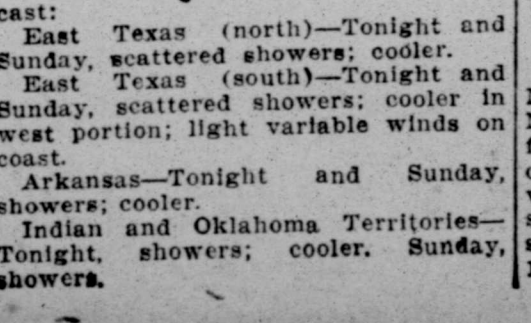 cast:
East Texas (north)—Tonight and
Sunday, scattered showers; cooler.
East Texas (south)—Tonight and
Sunday, scattered showers; cooler in
west portion; light variable winds on
coast.
Arkansas—Tonight and Sunday,
showers; cooler.
Indian and Oklahoma Territories—
Tonight, showers; cooler. Sunday,
showers.